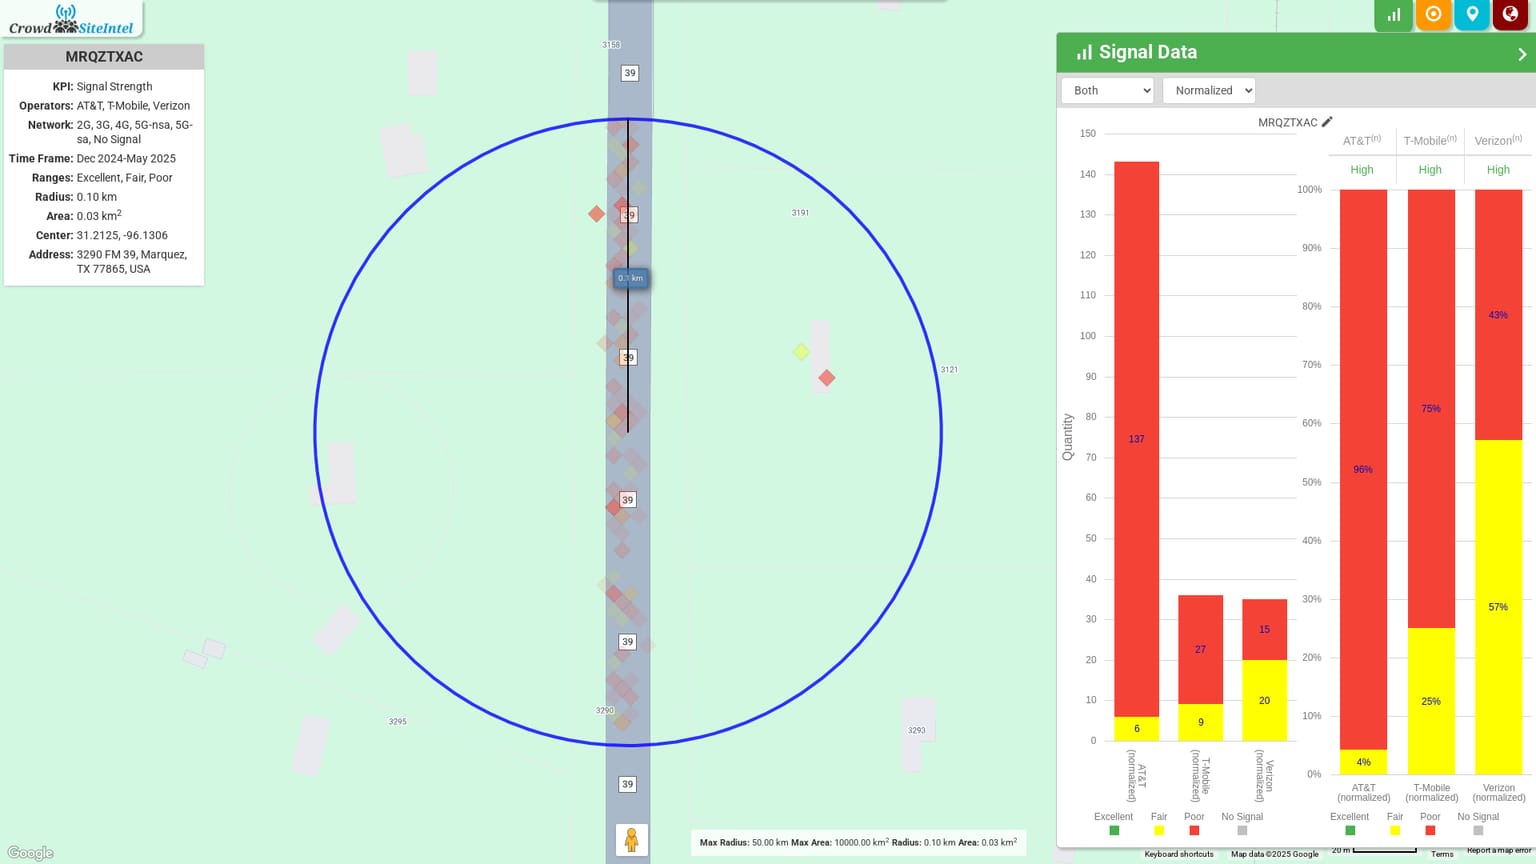 Crowd SiteIntel
MRQZTXAC
KPI: Signal Strength
Operators: AT&T, T-Mobile, Verizon
Network: 2G, 3G, 4G, 5G-nsa, 5G-
sa, No Signal
Time Frame: Dec 2024-May 2025
Ranges: Excellent, Fair, Poor
Radius: 0.10 km
Area: 0.03 km2
Center: 31.2125, -96.1306
Address: 3290 FM 39, Marquez,
TX 77865, USA
3158
39
39
3191
0.1 km
39
3121
39
39
3290
3295
3293
39
Google
Max Radius: 50.00 km Max Area: 10000.00 km2 Radius: 0.10 km Area: 0.03 km2
Signal Data
Both
Normalized
MRQZTXAC
Quantity
150
140
130
120
110
100
90
80
70
60
50
40
30
20
10
0
137
6
27
9
15
20
AT&T
(normalized)
T-Mobile
(normalized)
Verizon
(normalized)
Excellent Fair Poor No Signal
AT&T(n) T-Mobile(n) Verizon(n)
High High High
100%
90%
80%
70%
60%
50%
40%
30%
20%
10%
0%
96%
4%
75%
25%
43%
57%
AT&T
(normalized)
T-Mobile
(normalized)
Verizon
(normalized)
Excellent Fair Poor No Signal
Keyboard shortcuts Map data ©2025 Google 20 m Terms Report a map error